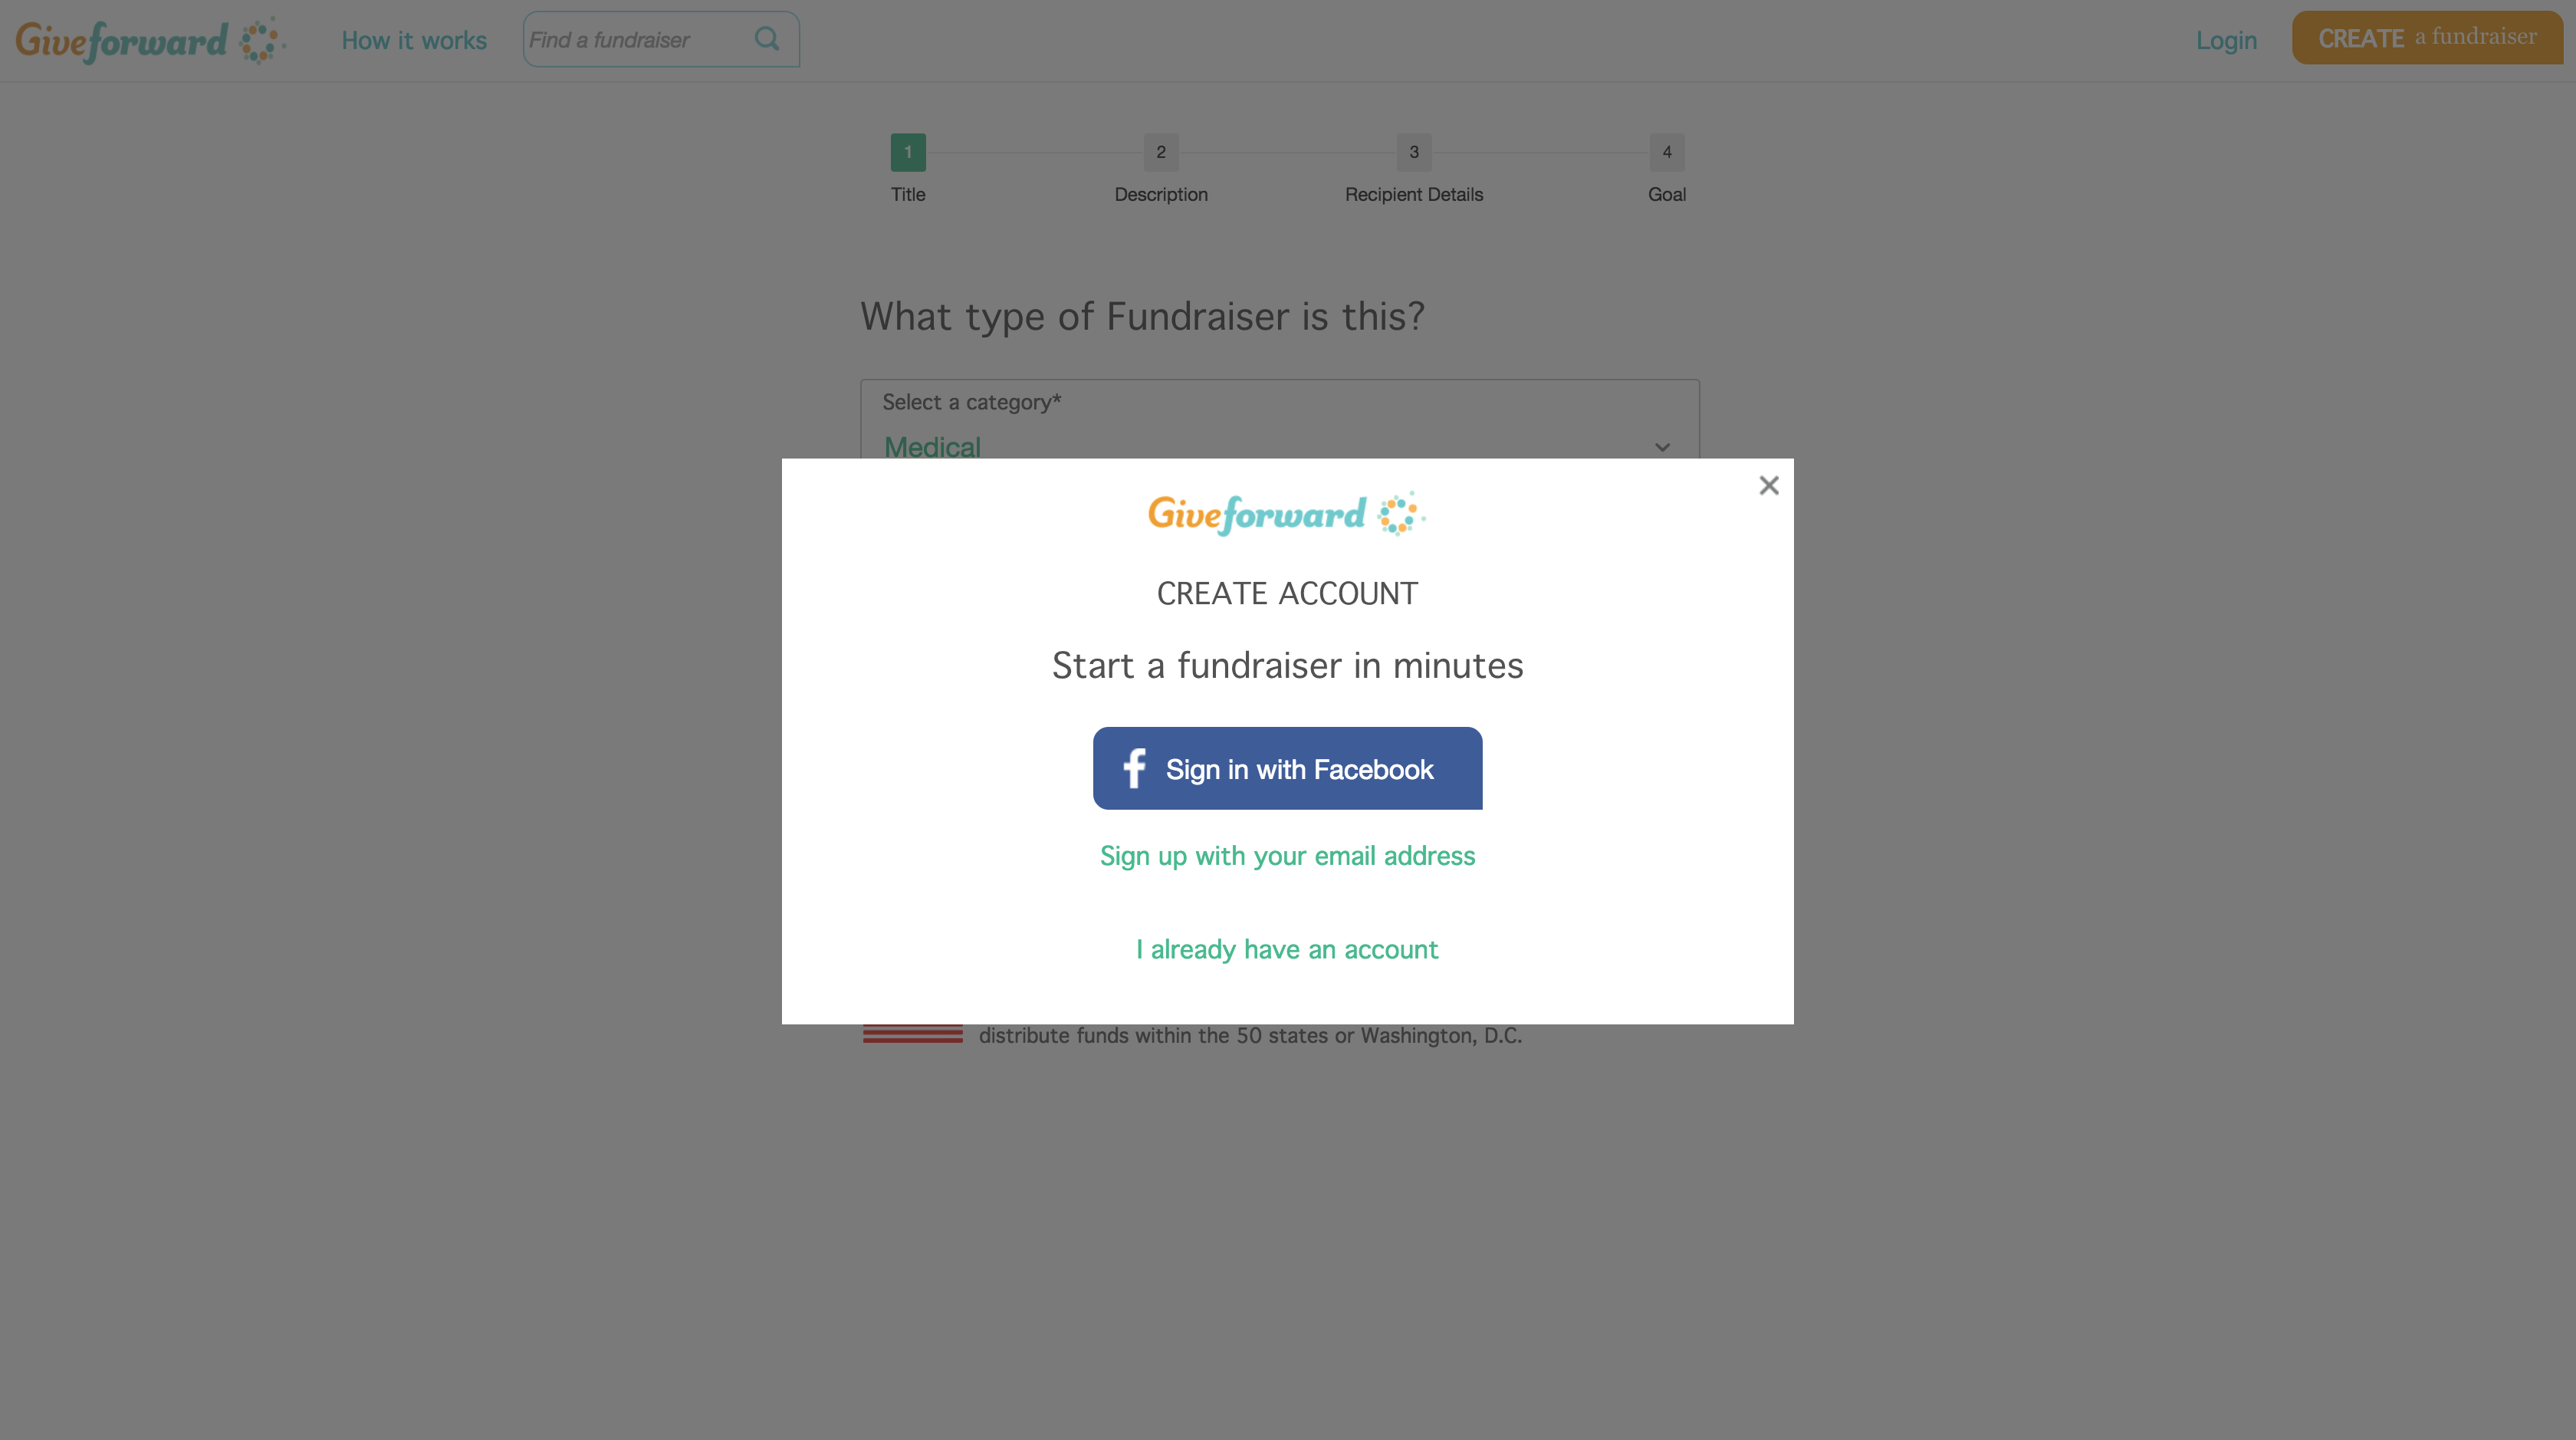 Giveforward
How it works
Find a fundraiser
Login
CREATE a fundraiser
1
2
3
4
Title
Description
Recipient Details
Goal
What type of Fundraiser is this?
Select a category*
Medical
Giveforward
CREATE ACCOUNT
Start a fundraiser in minutes
f Sign in with Facebook
Sign up with your email address
I already have an account
distribute funds within the 50 states or Washington, D.C.